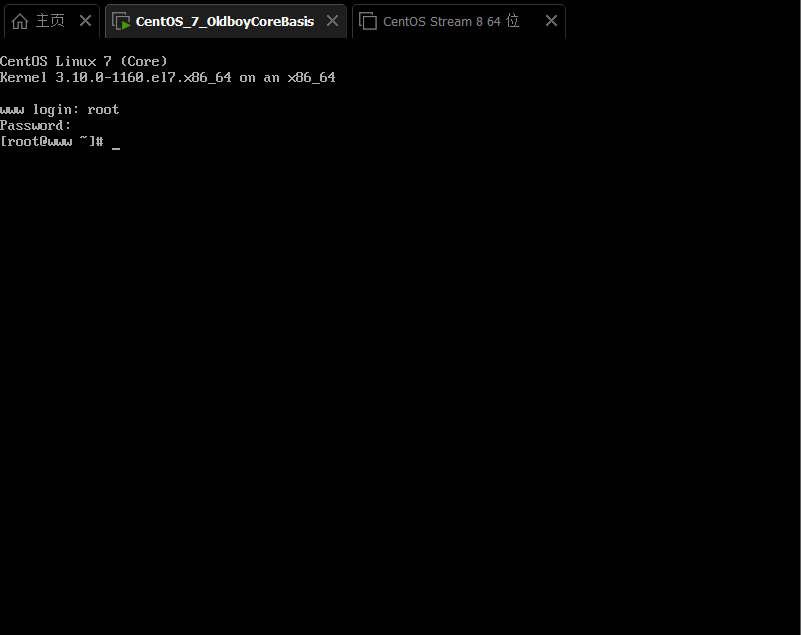 主页 CentOS_7_OldboyCoreBasis CentOS Stream 8 64 位
CentOS Linux 7 (Core)
Kernel 3.10.0-1160.el7.x86_64 on an x86_64
www login: root
Password:
[root@www ~]# _